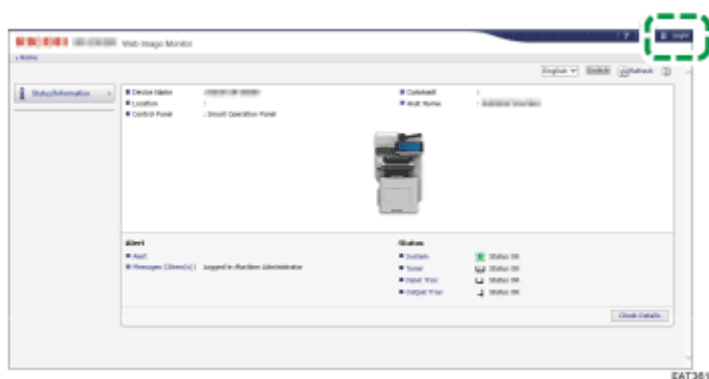 Web Image Monitor
? Login
Home
English Switch Refresh
Status/Information
Device Name :
Comment :
Location :
Host Name :
Control Panel : Smart Operation Panel
Alert
Status
Alert
System Status OK
Messages (1item(s)) Logged in Machine Administrator
Toner Status OK
Input Tray Status OK
Output Tray Status OK
Check Details
EAT361